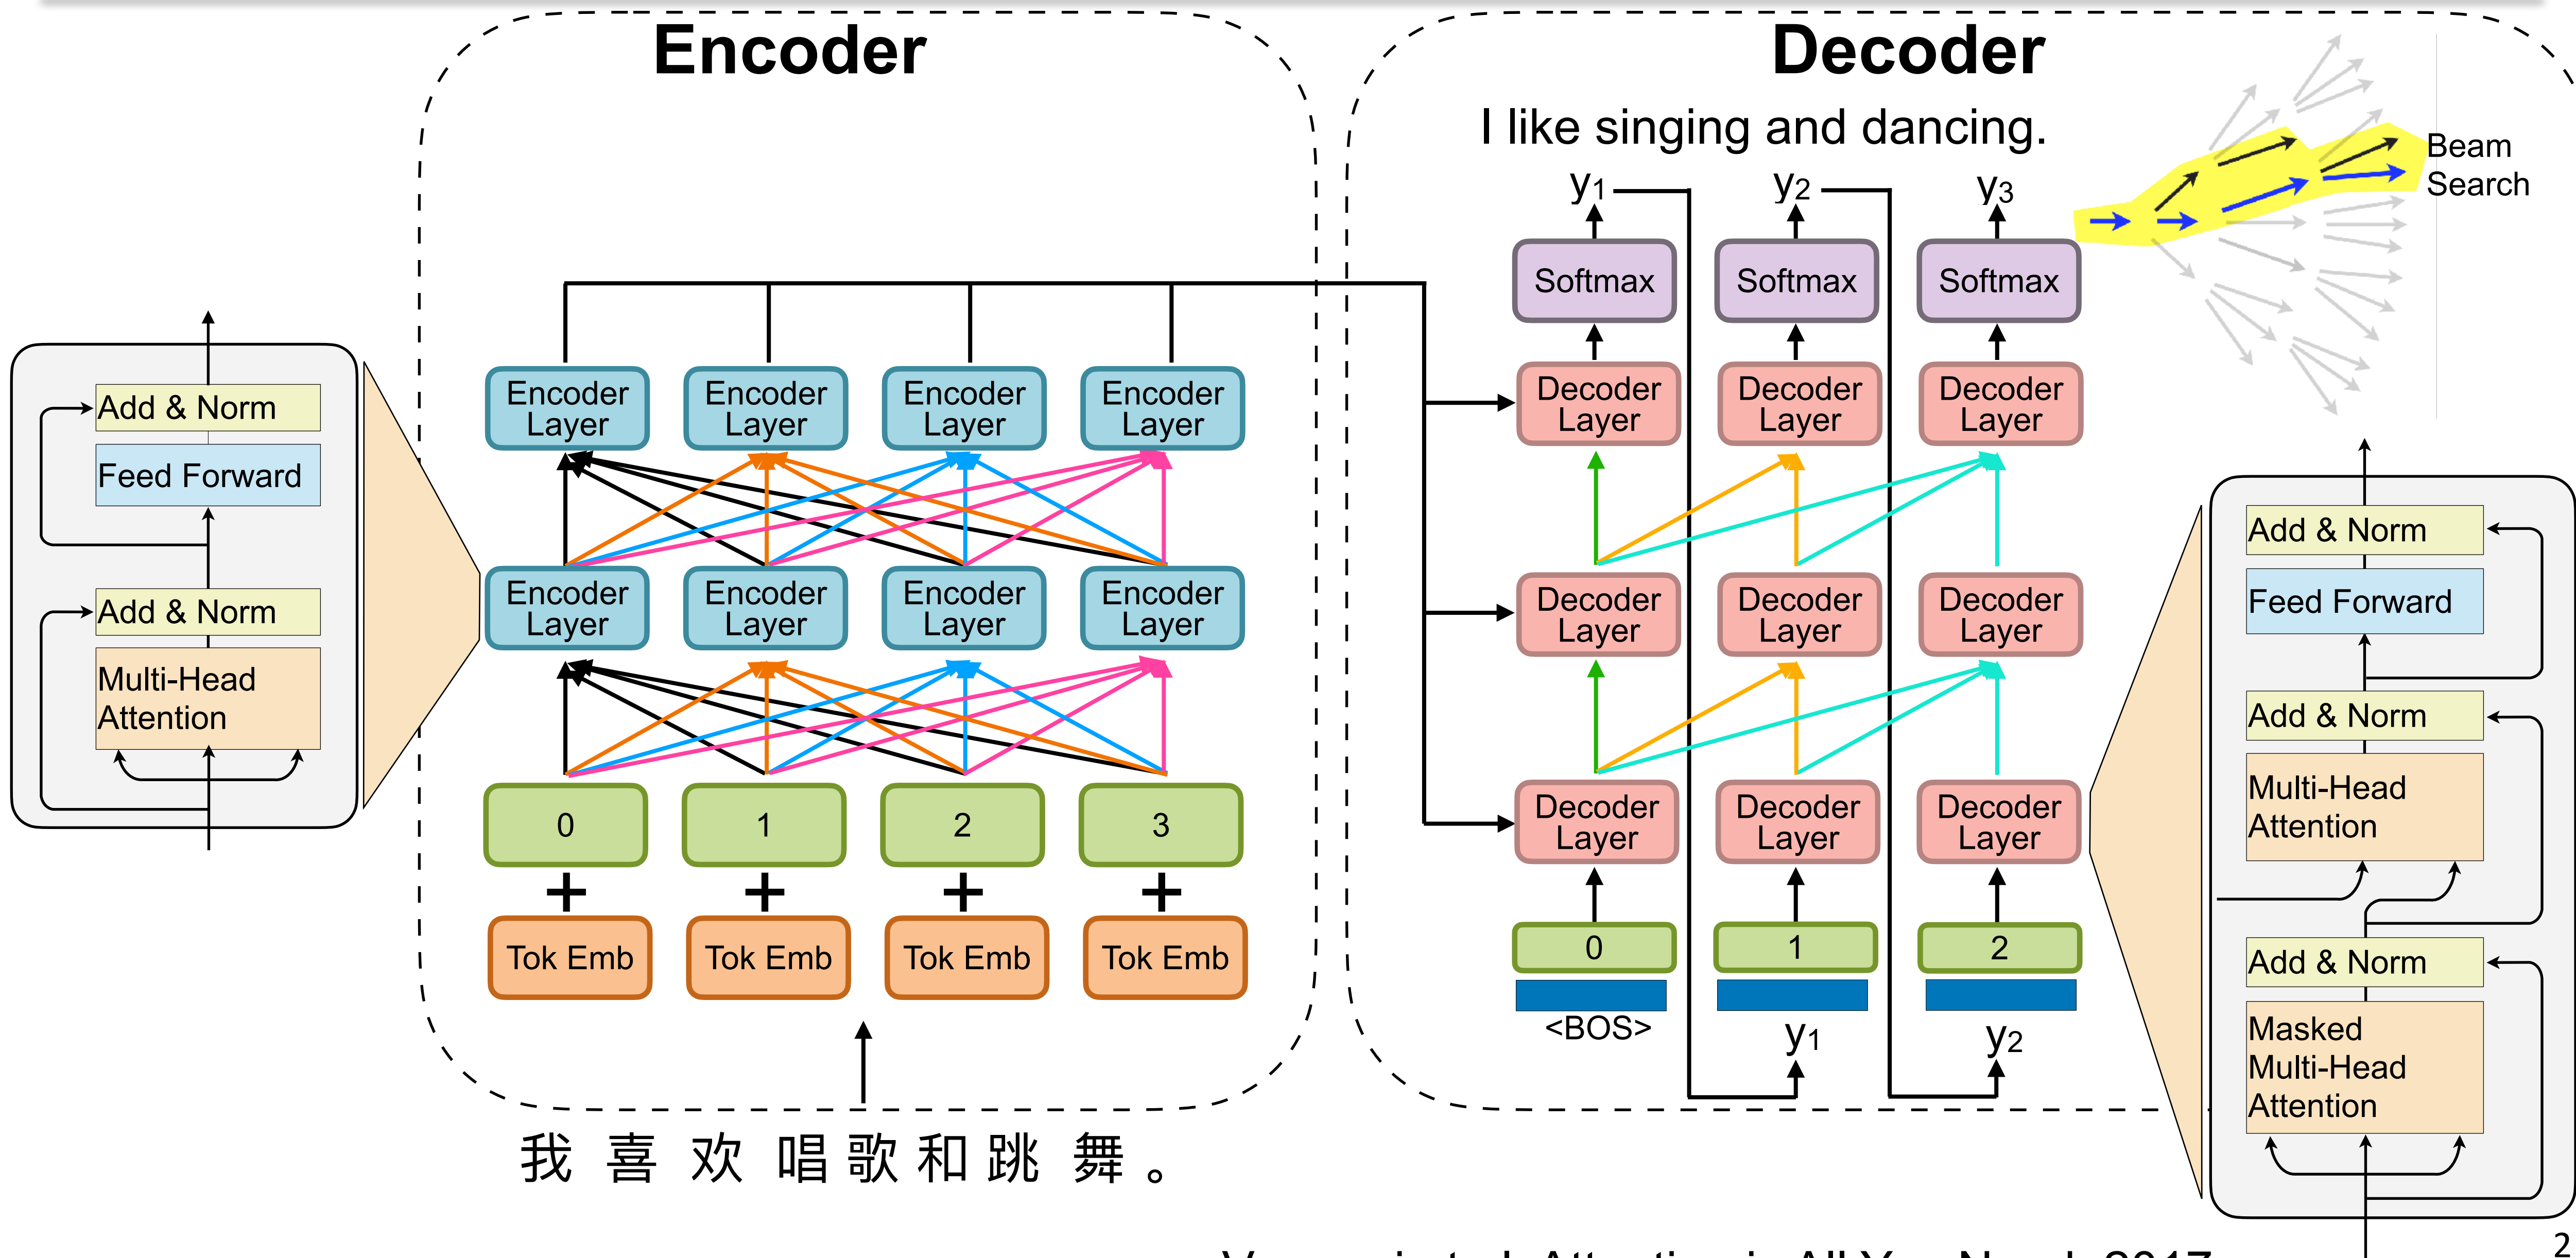 Encoder
Decoder
I like singing and dancing.
y1
y2
y3
Beam
Search
Softmax
Softmax
Softmax
Add & Norm
Feed Forward
Add & Norm
Multi-Head
Attention
Encoder
Layer
Encoder
Layer
Encoder
Layer
Encoder
Layer
Encoder
Layer
Encoder
Layer
Encoder
Layer
Encoder
Layer
0
1
2
3
+
+
+
+
Tok Emb
Tok Emb
Tok Emb
Tok Emb
我喜欢唱歌和跳舞。
Decoder
Layer
Decoder
Layer
Decoder
Layer
Decoder
Layer
Decoder
Layer
Decoder
Layer
Decoder
Layer
Decoder
Layer
Decoder
Layer
0
1
2
<BOS>
y1
y2
Add & Norm
Feed Forward
Add & Norm
Multi-Head
Attention
Add & Norm
Masked
Multi-Head
Attention
2